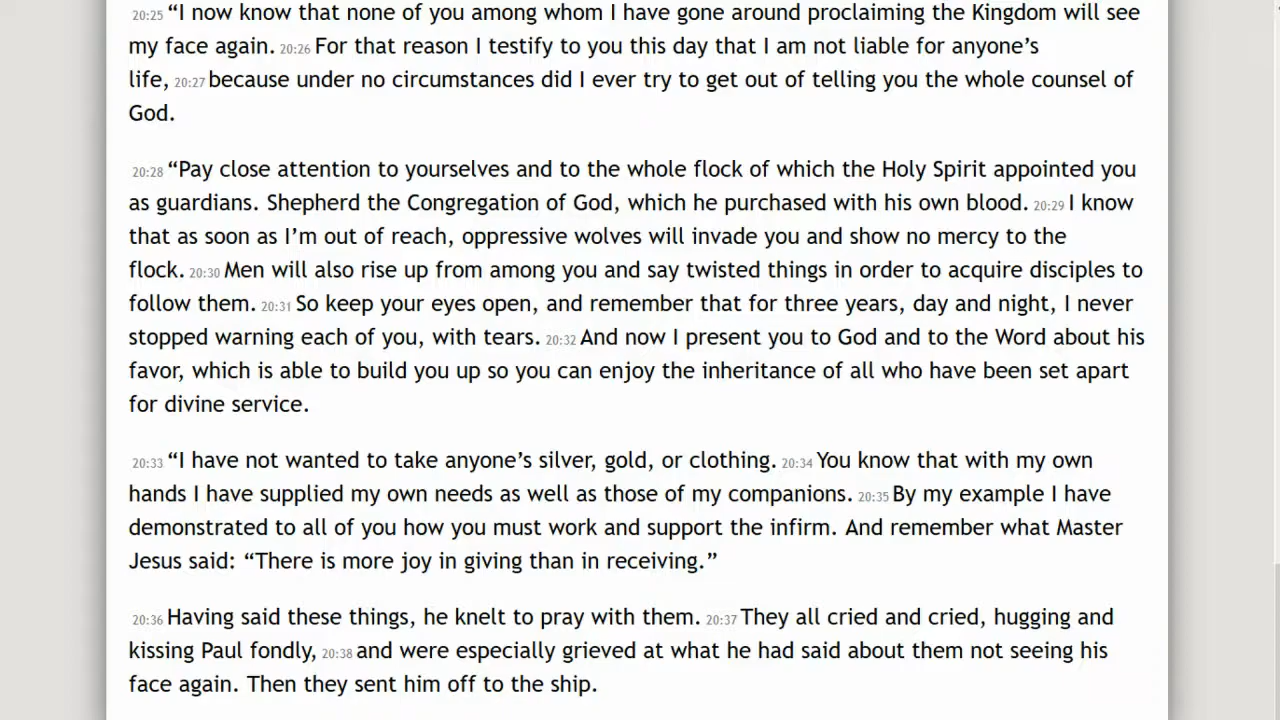 20:25 “I now know that none of you among whom I have gone around proclaiming the Kingdom will see
my face again. 20:26 For that reason I testify to you this day that I am not liable for anyone’s
life, 20:27 because under no circumstances did I ever try to get out of telling you the whole counsel of
God.
20:28 “Pay close attention to yourselves and to the whole flock of which the Holy Spirit appointed you
as guardians. Shepherd the Congregation of God, which he purchased with his own blood. 20:29 I know
that as soon as I’m out of reach, oppressive wolves will invade you and show no mercy to the
flock. 20:30 Men will also rise up from among you and say twisted things in order to acquire disciples to
follow them. 20:31 So keep your eyes open, and remember that for three years, day and night, I never
stopped warning each of you, with tears. 20:32 And now I present you to God and to the Word about his
favor, which is able to build you up so you can enjoy the inheritance of all who have been set apart
for divine service.
20:33 “I have not wanted to take anyone’s silver, gold, or clothing. 20:34 You know that with my own
hands I have supplied my own needs as well as those of my companions. 20:35 By my example I have
demonstrated to all of you how you must work and support the infirm. And remember what Master
Jesus said: “There is more joy in giving than in receiving.”
20:36 Having said these things, he knelt to pray with them. 20:37 They all cried and cried, hugging and
kissing Paul fondly, 20:38 and were especially grieved at what he had said about them not seeing his
face again. Then they sent him off to the ship.